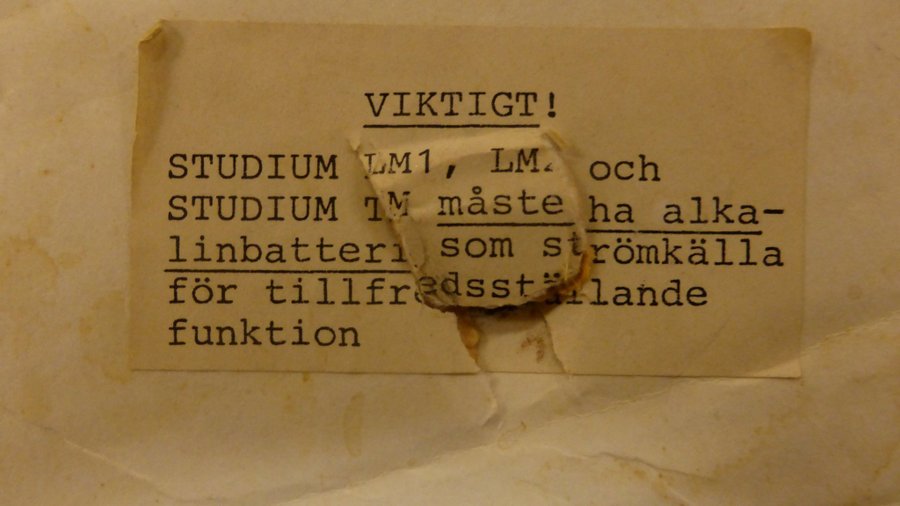 VIKTIGT!
STUDIUM LM1, och
STUDIUM TM måste ha alka-
linbatteri som strömkälla
för tillfredsställande
funktion